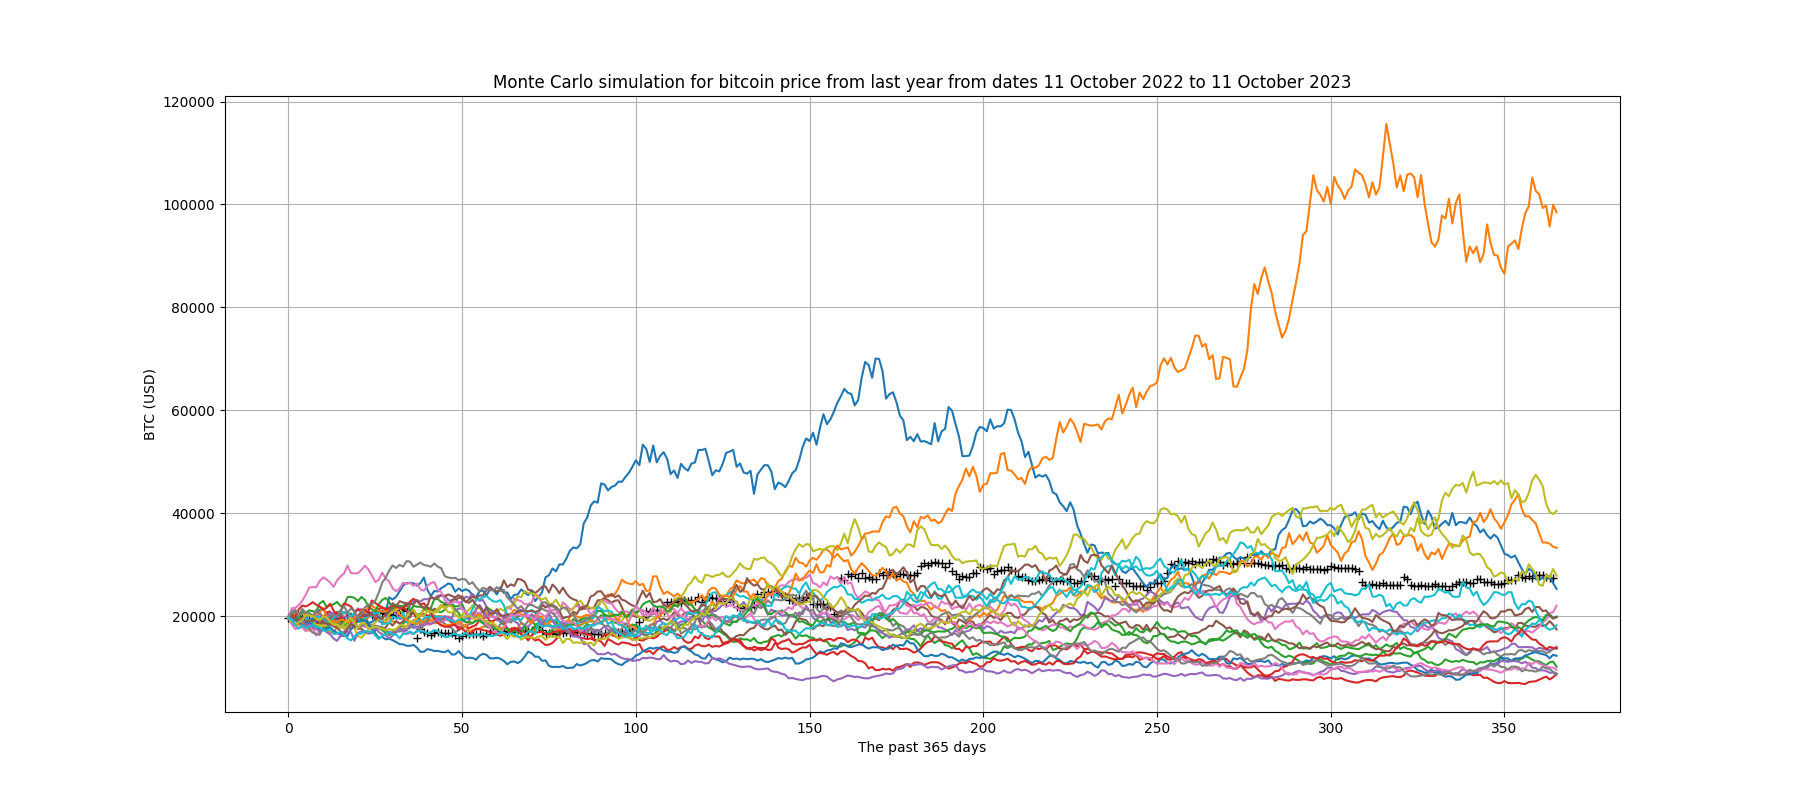 Monte Carlo simulation for bitcoin price from last year from dates 11 October 2022 to 11 October 2023
120000
100000
80000
60000
40000
20000
BTC (USD)
0 50 100 150 200 250 300 350
The past 365 days